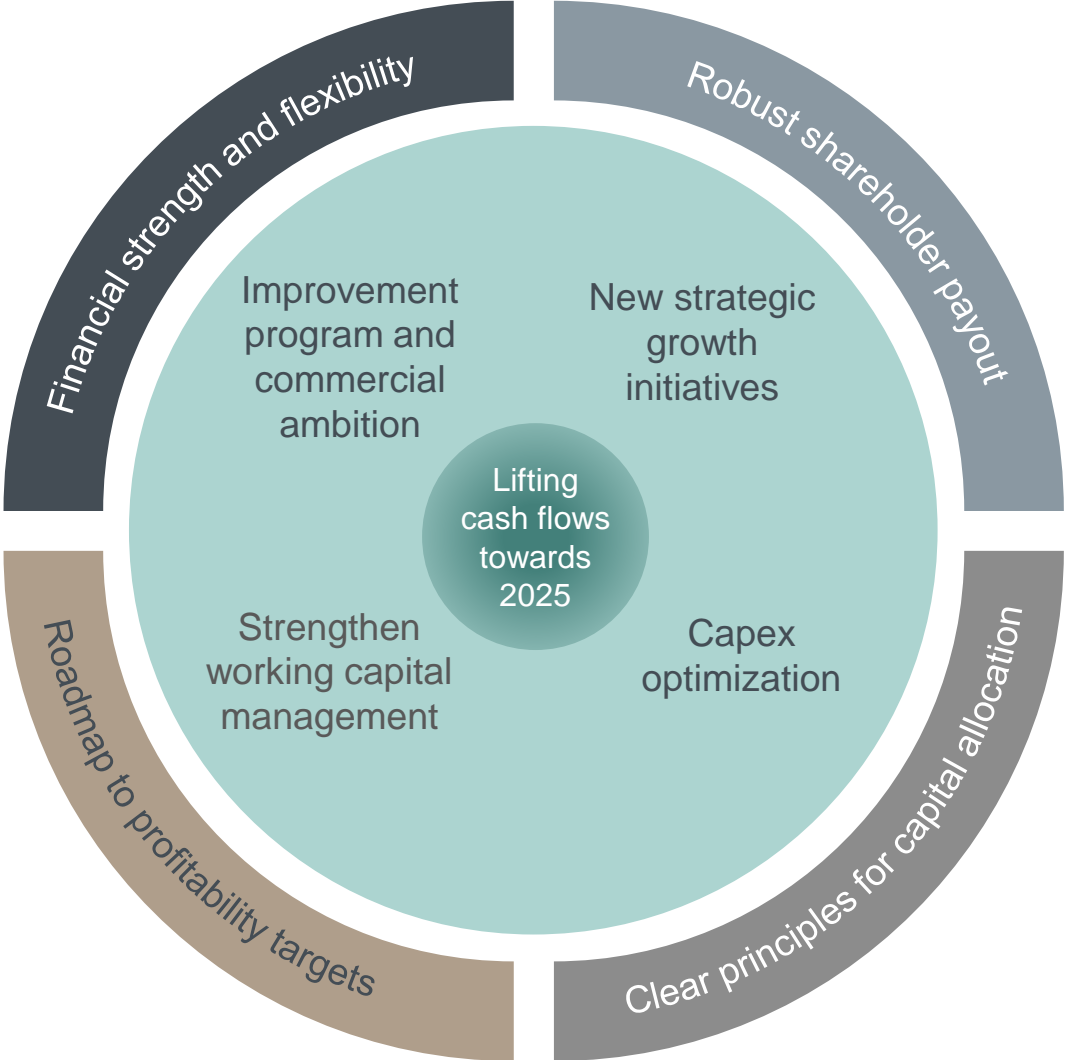 Financial strength and flexibility
Robust shareholder payout
Improvement
program and
commercial
ambition
New strategic
growth
initiatives
Lifting
cash flows
towards
2025
Strengthen
working capital
management
Capex
optimization
Roadmap to profitability targets
Clear principles for capital allocation